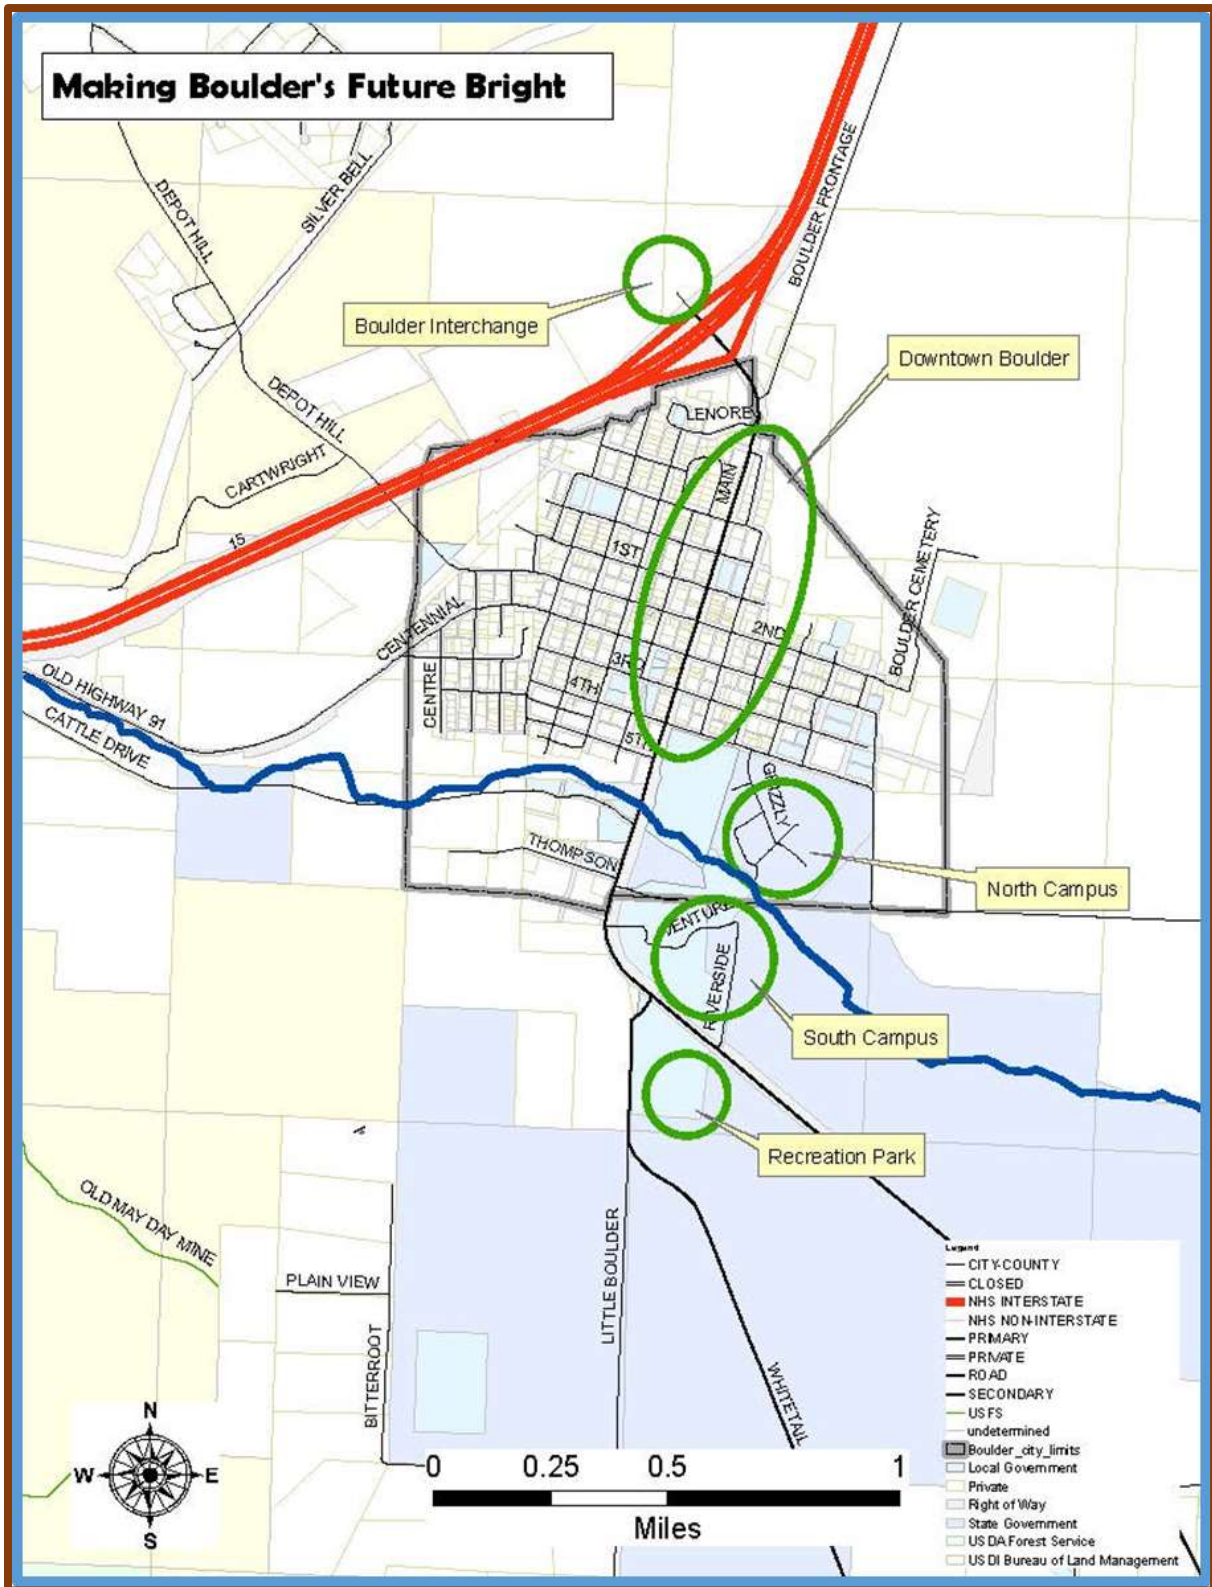 Making Boulder's Future Bright
BOULDER FRONTAGE
SILVER BELL
DEPOT HILL
Boulder Interchange
Downtown Boulder
DEPOT HILL
LENORE
CARTWRIGHT
MAIN
15
1ST
BOULDER CEMETERY
CENTENNIAL
2ND
3RD
4TH
CENTRE
OLD HIGHWAY 91
CATTLE DRIVE
5TH
GRIZZLY
THOMPSON
North Campus
VENTURE
RIVERSIDE
South Campus
Recreation Park
OLD MAY DAY MINE
LITTLE BOULDER
PLAIN VIEW
BITTERROOT
WHITETAIL
Legend
CITY-COUNTY
CLOSED
NHS INTERSTATE
NHS NON-INTERSTATE
PRIMARY
PRIVATE
ROAD
SECONDARY
USFS
undetermined
Boulder_city_limits
Local Government
Private
Right of Way
State Government
USDA Forest Service
USDI Bureau of Land Management
N
W E
S
0 0.25 0.5 1
Miles